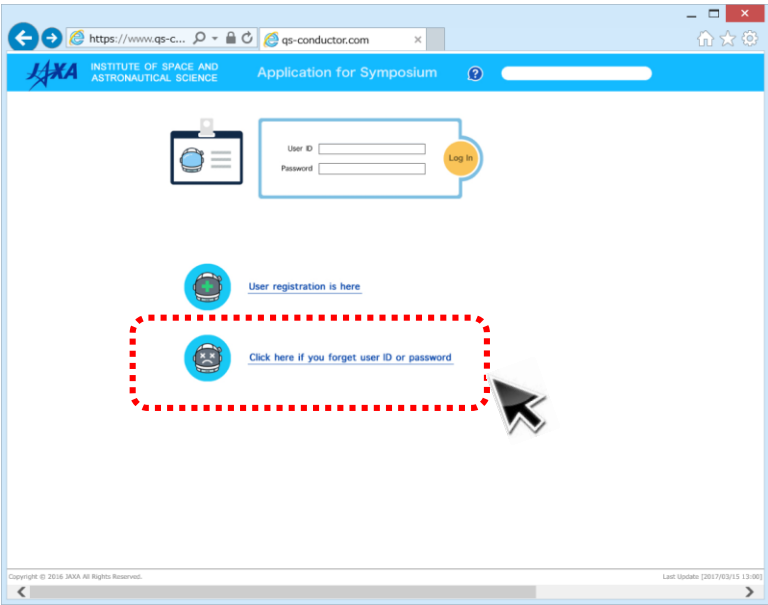 https://www.qs-c...
qs-conductor.com
JAXA
INSTITUTE OF SPACE AND
ASTRONAUTICAL SCIENCE
Application for Symposium
?
User ID
Password
Log In
User registration is here
Click here if you forget user ID or password
Copyright © 2016 JAXA All Rights Reserved.
Last Update [2017/03/15 13:00]